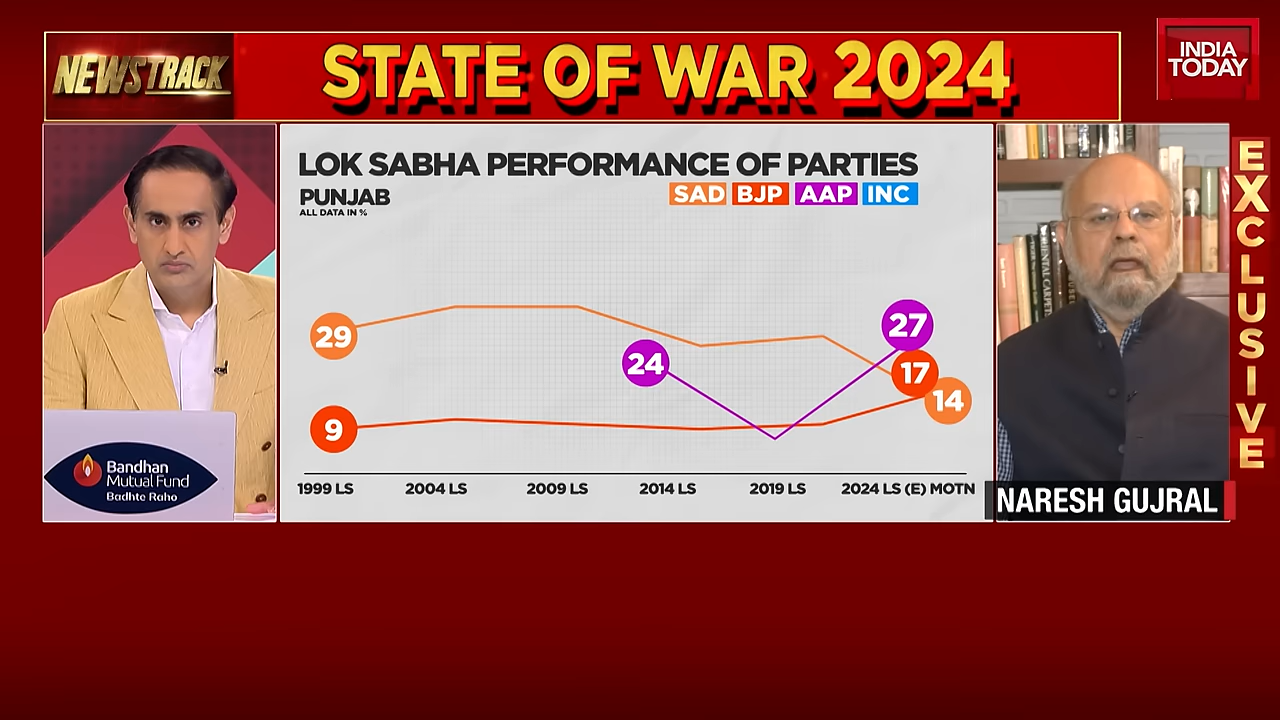 NEWSTRACK
STATE OF WAR 2024
INDIA
TODAY
LOK SABHA PERFORMANCE OF PARTIES
PUNJAB
ALL DATA IN %
SAD BJP AAP INC
29
24
27
17
14
9
1999 LS 2004 LS 2009 LS 2014 LS 2019 LS 2024 LS (E) MOTN
Bandhan
Mutual Fund
Badhte Raho
NARESH GUJRAL
EXCLUSIVE